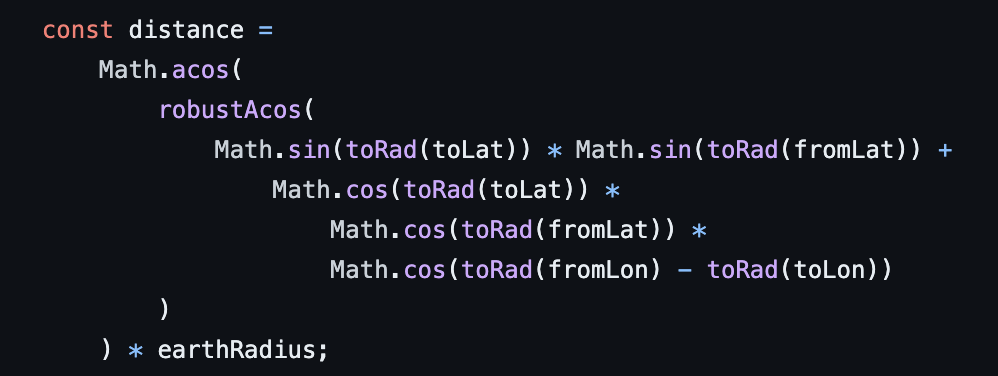 const distance =
Math.acos(
robustAcos(
Math.sin(toRad(toLat)) * Math.sin(toRad(fromLat)) +
Math.cos(toRad(toLat)) *
Math.cos(toRad(fromLat)) *
Math.cos(toRad(fromLon) - toRad(toLon))
)
) * earthRadius;